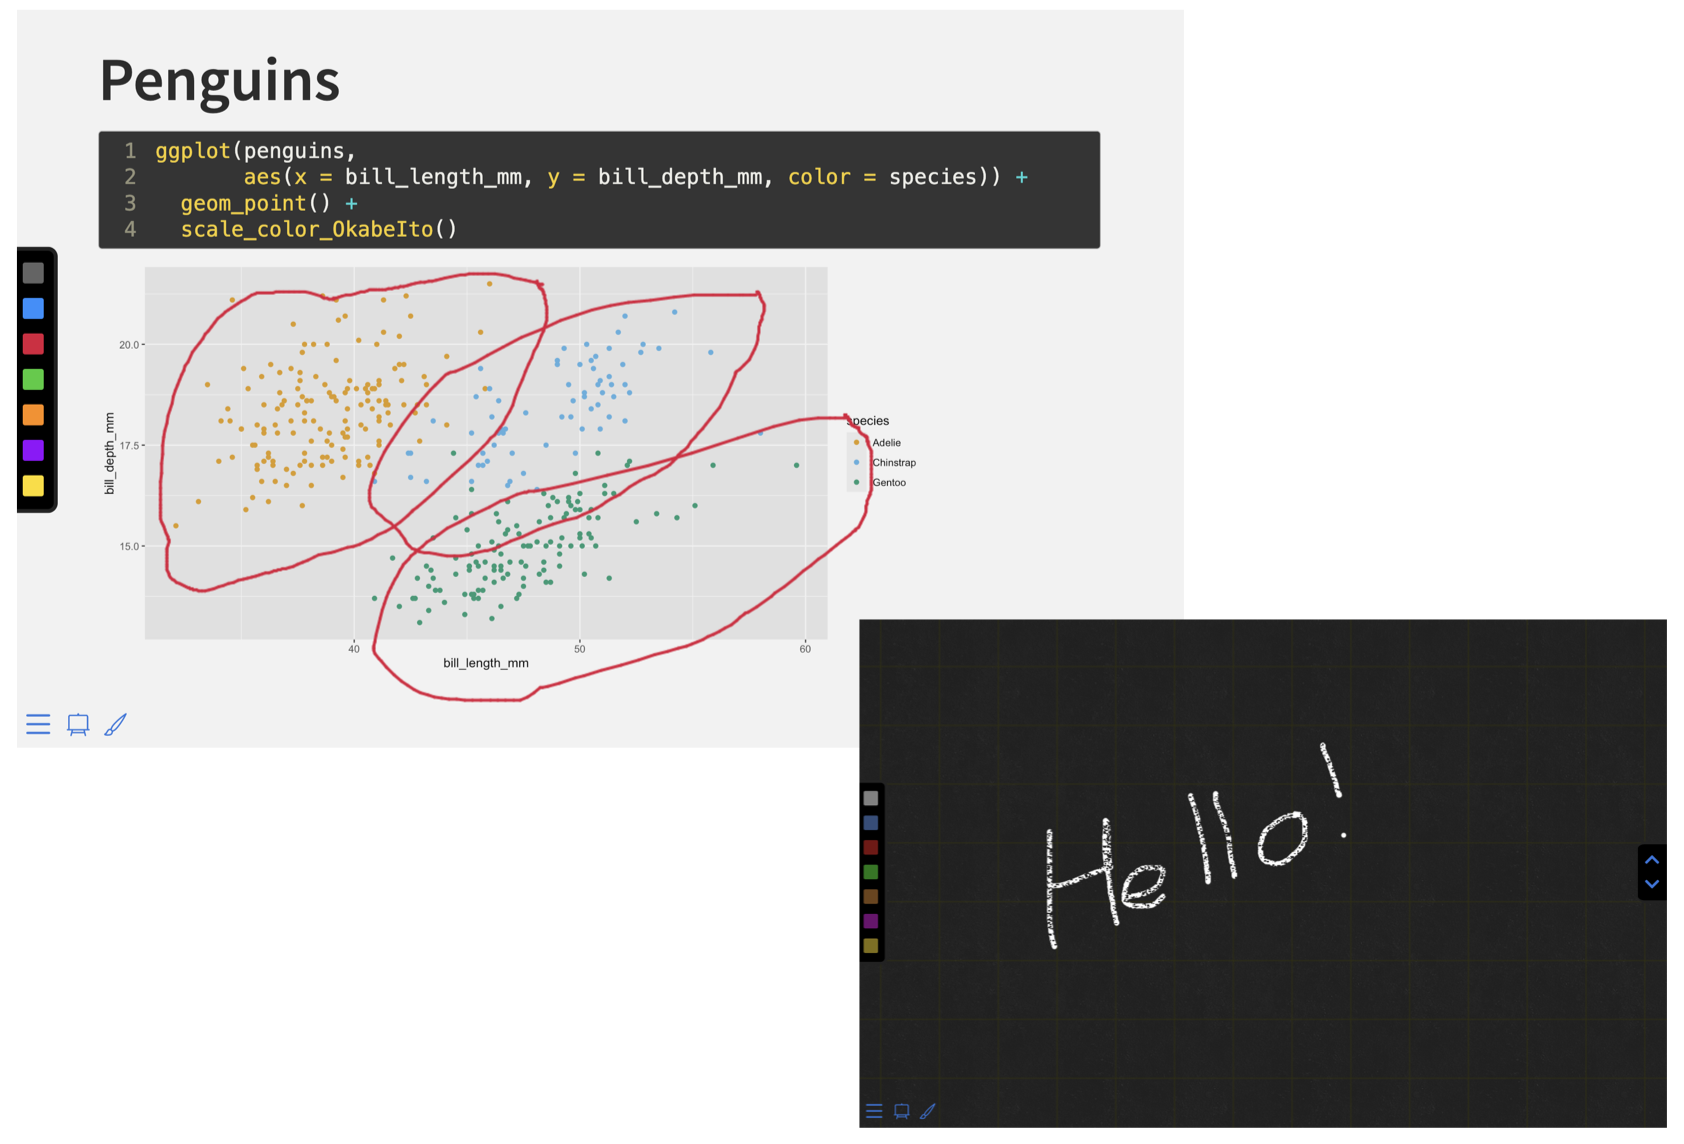 Penguins
1 ggplot(penguins,
2        aes(x = bill_length_mm, y = bill_depth_mm, color = species)) +
3   geom_point() +
4   scale_color_OkabeIto()
20.0
17.5
15.0
bill_depth_mm
40 50 60
bill_length_mm
species
Adelie
Chinstrap
Gentoo
Hello!